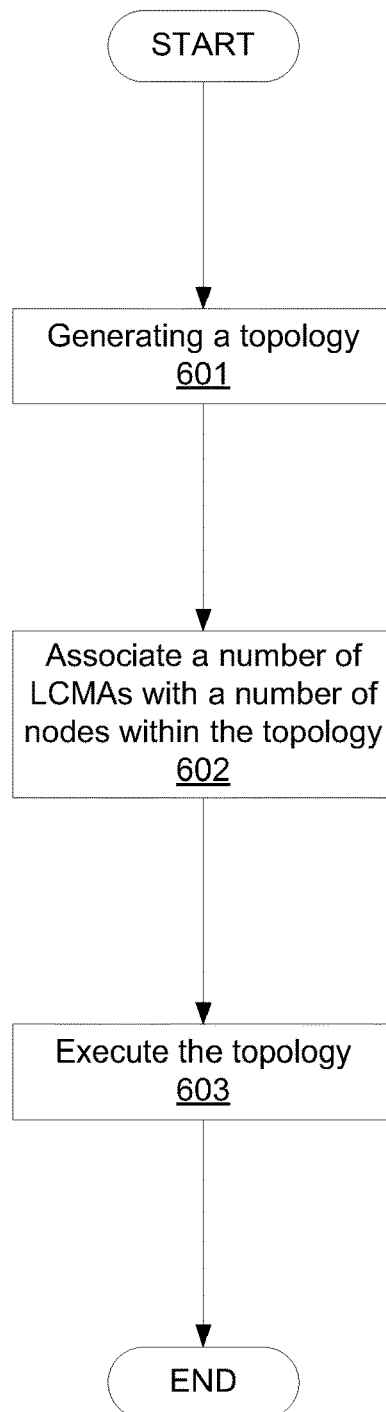 START
Generating a topology
601
Associate a number of
LCMAs with a number of
nodes within the topology
602
Execute the topology
603
END